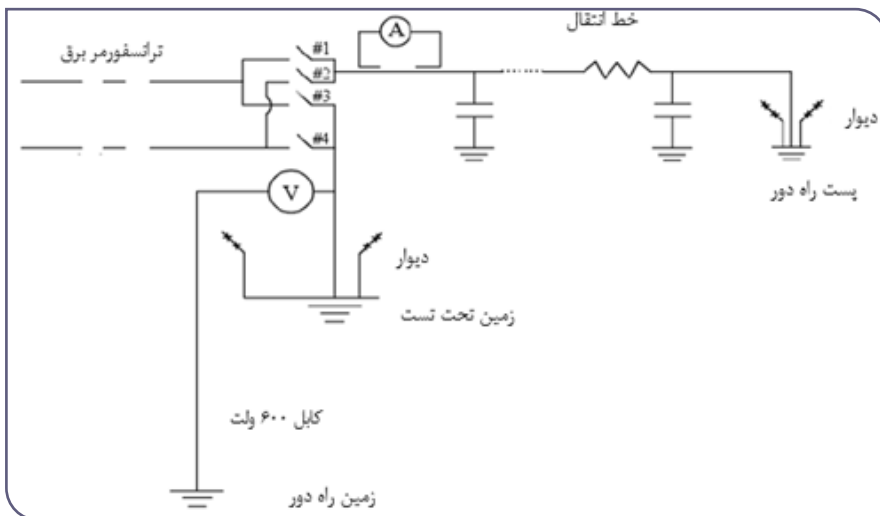 خط انتقال
ترانسفورمر برق
A
#1
#2
#3
#4
دیوار
پست راه دور
V
دیوار
زمین تحت تست
کابل ۶۰۰ ولت
زمین راه دور